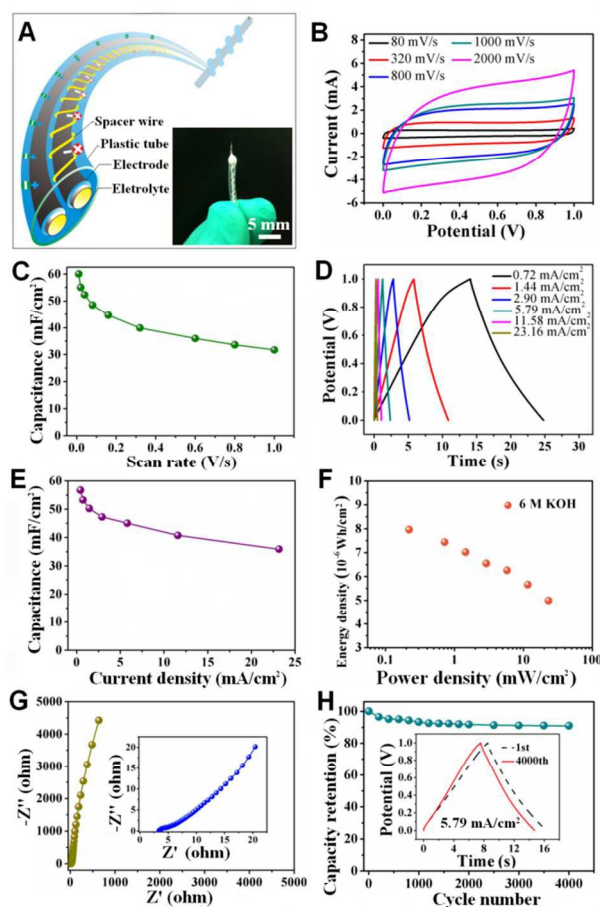 A
Spacer wire
Plastic tube
Electrode
Eletrolyte
5 mm
B
80 mV/s
320 mV/s
800 mV/s
1000 mV/s
2000 mV/s
Current (mA)
6
4
2
0
-2
-4
-6
0.0 0.2 0.4 0.6 0.8 1.0
Potential (V)
C
Capacitance (mF/cm²)
60
50
40
30
20
10
0
0.0 0.2 0.4 0.6 0.8 1.0
Scan rate (V/s)
D
0.72 mA/cm²
1.44 mA/cm²
2.90 mA/cm²
5.79 mA/cm²
11.58 mA/cm²
23.16 mA/cm²
Potential (V)
1.0
0.8
0.6
0.4
0.2
0.0
0 5 10 15 20 25 30
Time (s)
E
Capacitance (mF/cm²)
60
50
40
30
20
10
0
0 5 10 15 20 25
Current density (mA/cm²)
F
6 M KOH
Energy density (10⁻⁶ Wh/cm²)
10
9
8
7
6
5
4
0.1 1 10 100
Power density (mW/cm²)
G
-Z'' (ohm)
5000
4000
3000
2000
1000
0
0 1000 2000 3000 4000 5000
Z' (ohm)
-Z'' (ohm)
20
15
10
5
0
0 5 10 15 20
Z' (ohm)
H
Capacity retention (%)
100
80
60
40
20
0
0 1000 2000 3000 4000
Cycle number
Potential (V)
1.0
0.8
0.6
0.4
0.2
0.0
-1st
4000th
5.79 mA/cm²
0 4 8 12 16
Time (s)